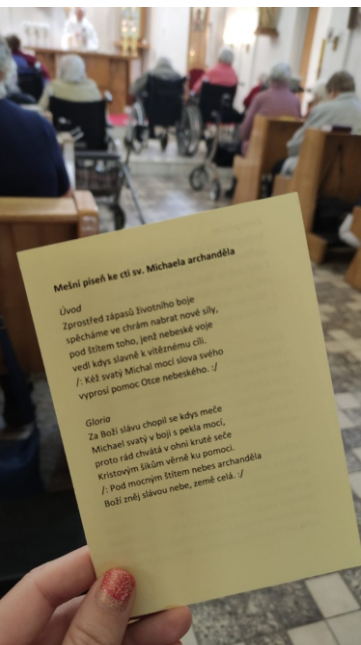 Mešní píseň ke cti sv. Michaela archanděla
Úvod
Zprostřed zápasů životního boje
spěcháme ve chrám nabrat nové síly,
pod štítem toho, jenž nebeské voje
vedl kdys slavně k vítěznému cíli.
/: Kéž svatý Michal mocí slova svého
vyprosí pomoc Otce nebeského. :/
Gloria
Za Boží slávu chopil se kdys meče
Michael svatý v boji s pekla mocí,
proto rád chvátá v ohni kruté seče
Kristovým šikům věrně ku pomoci.
/: Pod mocným štítem nebes archanděla
Boží zněj slávou nebe, země celá. :/